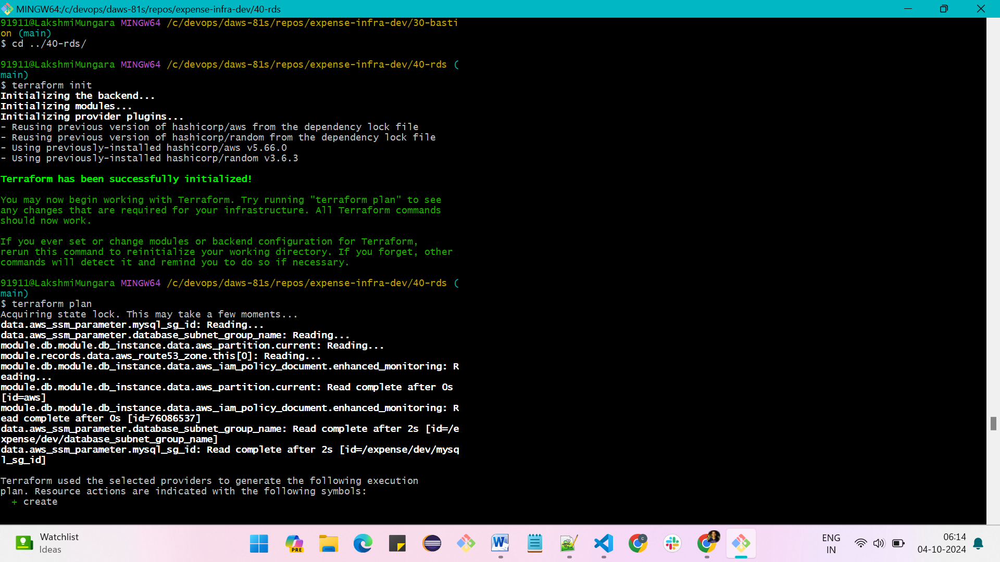 MINGW64:/c/devops/daws-81s/repos/expense-infra-dev/40-rds
91911@LakshmiMungara MINGW64 /c/devops/daws-81s/repos/expense-infra-dev/30-basti
on (main)
$ cd ../40-rds/
91911@LakshmiMungara MINGW64 /c/devops/daws-81s/repos/expense-infra-dev/40-rds (
main)
$ terraform init
Initializing the backend...
Initializing modules...
Initializing provider plugins...
- Reusing previous version of hashicorp/aws from the dependency lock file
- Reusing previous version of hashicorp/random from the dependency lock file
- Using previously-installed hashicorp/aws v5.66.0
- Using previously-installed hashicorp/random v3.6.3
Terraform has been successfully initialized!
You may now begin working with Terraform. Try running "terraform plan" to see
any changes that are required for your infrastructure. All Terraform commands
should now work.
If you ever set or change modules or backend configuration for Terraform,
rerun this command to reinitialize your working directory. If you forget, other
commands will detect it and remind you to do so if necessary.
91911@LakshmiMungara MINGW64 /c/devops/daws-81s/repos/expense-infra-dev/40-rds (
main)
$ terraform plan
Acquiring state lock. This may take a few moments...
data.aws_ssm_parameter.mysql_sg_id: Reading...
data.aws_ssm_parameter.database_subnet_group_name: Reading...
module.db.module.db_instance.data.aws_partition.current: Reading...
module.records.data.aws_route53_zone.this[0]: Reading...
module.db.module.db_instance.data.aws_iam_policy_document.enhanced_monitoring: R
eading...
module.db.module.db_instance.data.aws_partition.current: Read complete after 0s
[id=aws]
module.db.module.db_instance.data.aws_iam_policy_document.enhanced_monitoring: R
ead complete after 0s [id=76086537]
data.aws_ssm_parameter.database_subnet_group_name: Read complete after 2s [id=/e
xpense/dev/database_subnet_group_name]
data.aws_ssm_parameter.mysql_sg_id: Read complete after 2s [id=/expense/dev/mysq
l_sg_id]
Terraform used the selected providers to generate the following execution
plan. Resource actions are indicated with the following symbols:
+ create
Watchlist
Ideas
PRE
W
C
ENG
IN
06:14
04-10-2024